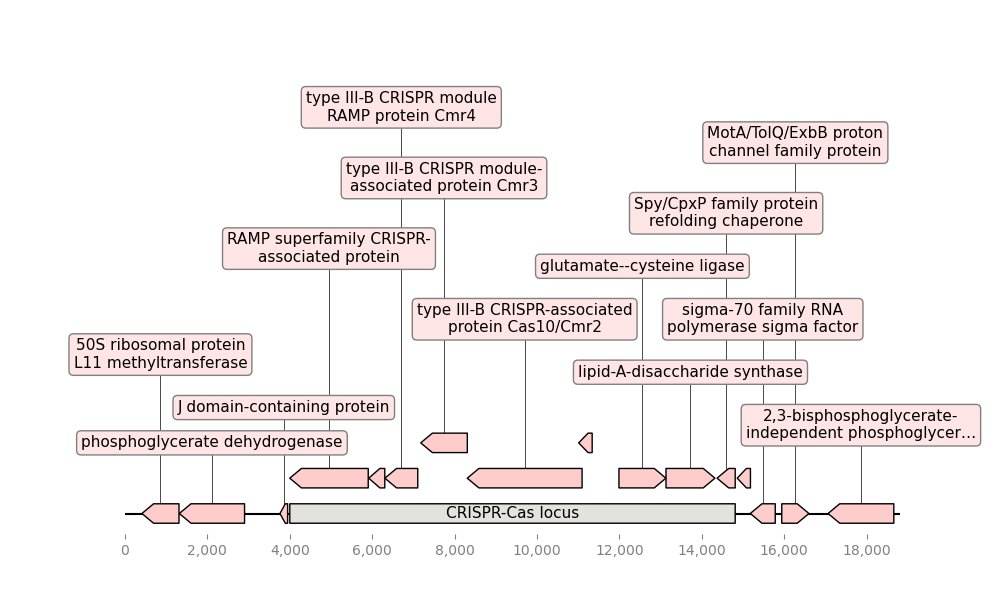 type III-B CRISPR module
RAMP protein Cmr4
MotA/TolQ/ExbB proton
channel family protein
type III-B CRISPR module-
associated protein Cmr3
Spy/CpxP family protein
refolding chaperone
RAMP superfamily CRISPR-
associated protein
glutamate--cysteine ligase
type III-B CRISPR-associated
protein Cas10/Cmr2
sigma-70 family RNA
polymerase sigma factor
50S ribosomal protein
L11 methyltransferase
lipid-A-disaccharide synthase
J domain-containing protein
2,3-bisphosphoglycerate-
independent phosphoglycer…
phosphoglycerate dehydrogenase
CRISPR-Cas locus
0 2,000 4,000 6,000 8,000 10,000 12,000 14,000 16,000 18,000